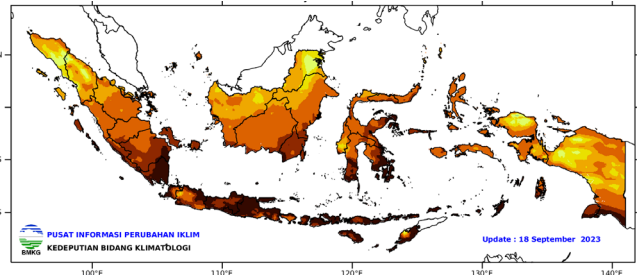 N
S
S
PUSAT INFORMASI PERUBAHAN IKLIM
KEDEPUTIAN BIDANG KLIMATOLOGI
BMKG
Update : 18 September 2023
100°E 110°E 120°E 130°E 140°E